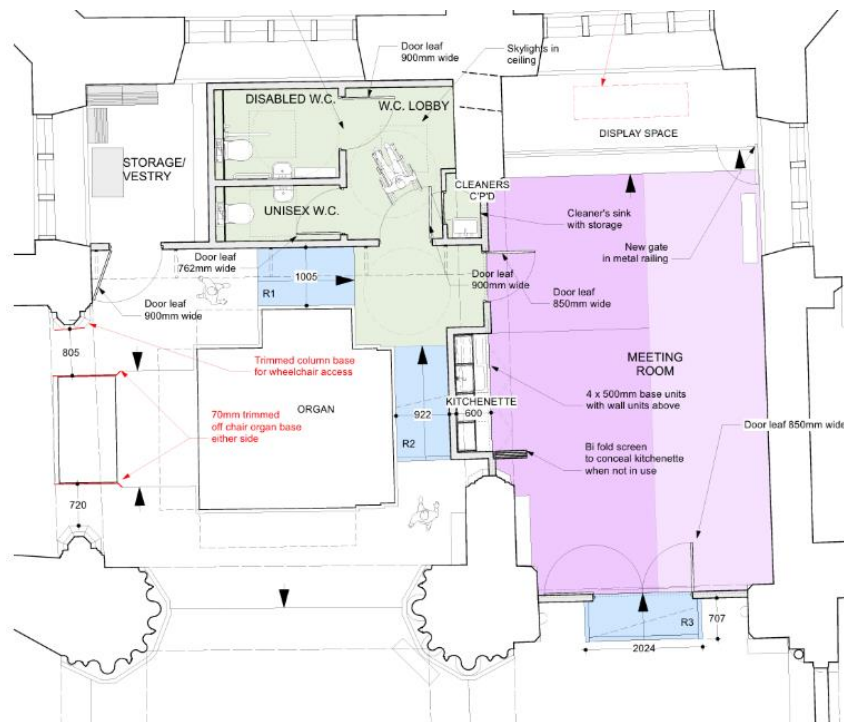 Door leaf
900mm wide
Skylights in
ceiling
DISABLED W.C.
W.C. LOBBY
DISPLAY SPACE
STORAGE/
VESTRY
CLEANERS
C'P'D
UNISEX W.C.
Cleaner's sink
with storage
New gate
in metal railing
Door leaf
762mm wide
1005
R1
Door leaf
900mm wide
Door leaf
850mm wide
Door leaf
900mm wide
805
Trimmed column base
for wheelchair access
MEETING
ROOM
ORGAN
KITCHENETTE
4 x 500mm base units
with wall units above
70mm trimmed
off chair organ base
either side
922
600
Door leaf 850mm wide
R2
Bi fold screen
to conceal kitchenette
when not in use
720
R3
707
2024